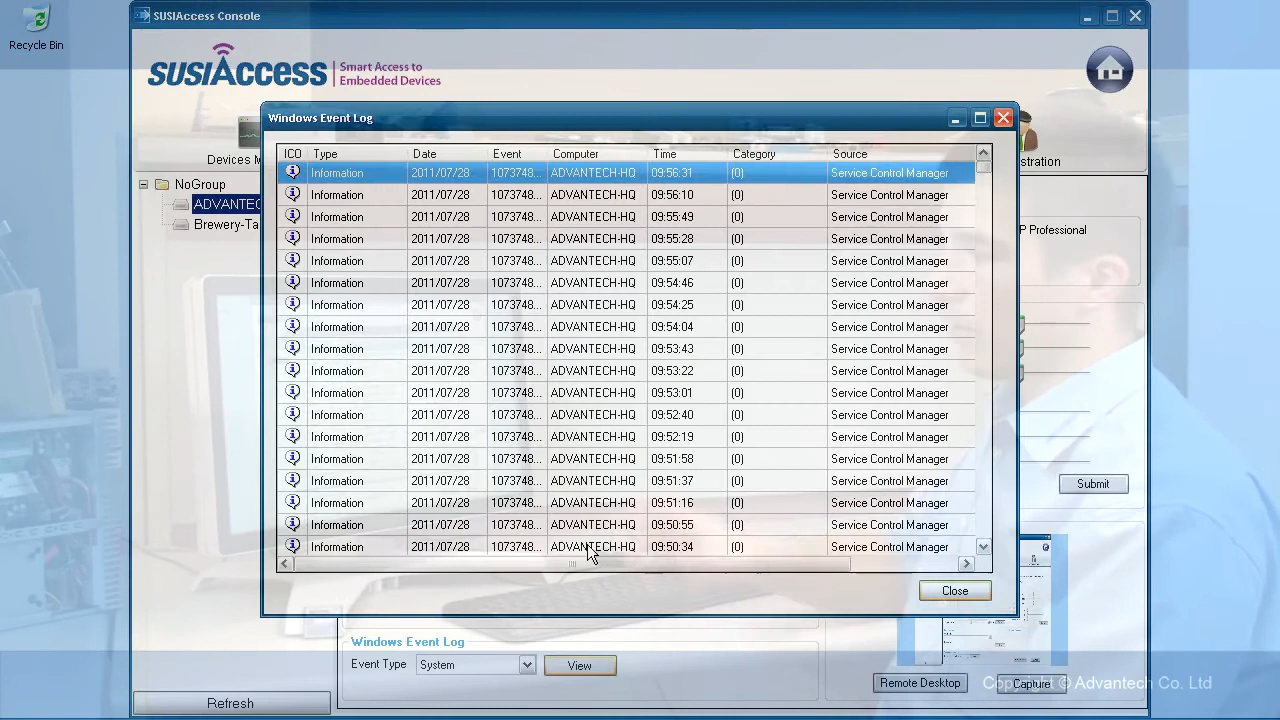 Recycle Bin
SUSIAccess Console
SUSIAccess
Smart Access to
Embedded Devices
Devices M
stration
NoGroup
ADVANTEC
Brewery-Ta
Windows Event Log
ICO Type Date Event Computer Time Category Source
Information 2011/07/28 1073748... ADVANTECH-HQ 09:56:31 (0) Service Control Manager
Information 2011/07/28 1073748... ADVANTECH-HQ 09:56:10 (0) Service Control Manager
Information 2011/07/28 1073748... ADVANTECH-HQ 09:55:49 (0) Service Control Manager
Information 2011/07/28 1073748... ADVANTECH-HQ 09:55:28 (0) Service Control Manager
Information 2011/07/28 1073748... ADVANTECH-HQ 09:55:07 (0) Service Control Manager
Information 2011/07/28 1073748... ADVANTECH-HQ 09:54:46 (0) Service Control Manager
Information 2011/07/28 1073748... ADVANTECH-HQ 09:54:25 (0) Service Control Manager
Information 2011/07/28 1073748... ADVANTECH-HQ 09:54:04 (0) Service Control Manager
Information 2011/07/28 1073748... ADVANTECH-HQ 09:53:43 (0) Service Control Manager
Information 2011/07/28 1073748... ADVANTECH-HQ 09:53:22 (0) Service Control Manager
Information 2011/07/28 1073748... ADVANTECH-HQ 09:53:01 (0) Service Control Manager
Information 2011/07/28 1073748... ADVANTECH-HQ 09:52:40 (0) Service Control Manager
Information 2011/07/28 1073748... ADVANTECH-HQ 09:52:19 (0) Service Control Manager
Information 2011/07/28 1073748... ADVANTECH-HQ 09:51:58 (0) Service Control Manager
Information 2011/07/28 1073748... ADVANTECH-HQ 09:51:37 (0) Service Control Manager
Information 2011/07/28 1073748... ADVANTECH-HQ 09:51:16 (0) Service Control Manager
Information 2011/07/28 1073748... ADVANTECH-HQ 09:50:55 (0) Service Control Manager
Information 2011/07/28 1073748... ADVANTECH-HQ 09:50:34 (0) Service Control Manager
Close
P Professional
Submit
Windows Event Log
Event Type System View
Remote Desktop Capture
Copyright © Advantech Co. Ltd
Refresh